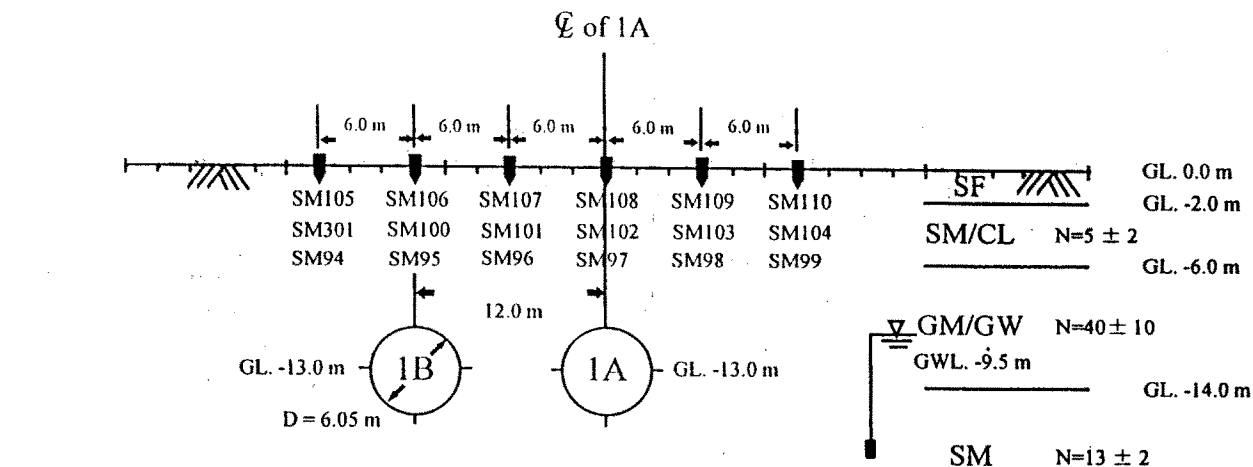 ℄ of 1A
6.0 m 6.0 m 6.0 m 6.0 m 6.0 m
GL. 0.0 m
SF
GL. -2.0 m
SM105 SM106 SM107 SM108 SM109 SM110
SM301 SM100 SM101 SM102 SM103 SM104
SM94 SM95 SM96 SM97 SM98 SM99
SM/CL N=5 ± 2
GL. -6.0 m
12.0 m
GM/GW N=40 ± 10
GWL. -9.5 m
GL. -13.0 m 1B 1A GL. -13.0 m
GL. -14.0 m
D = 6.05 m
SM N=13 ± 2